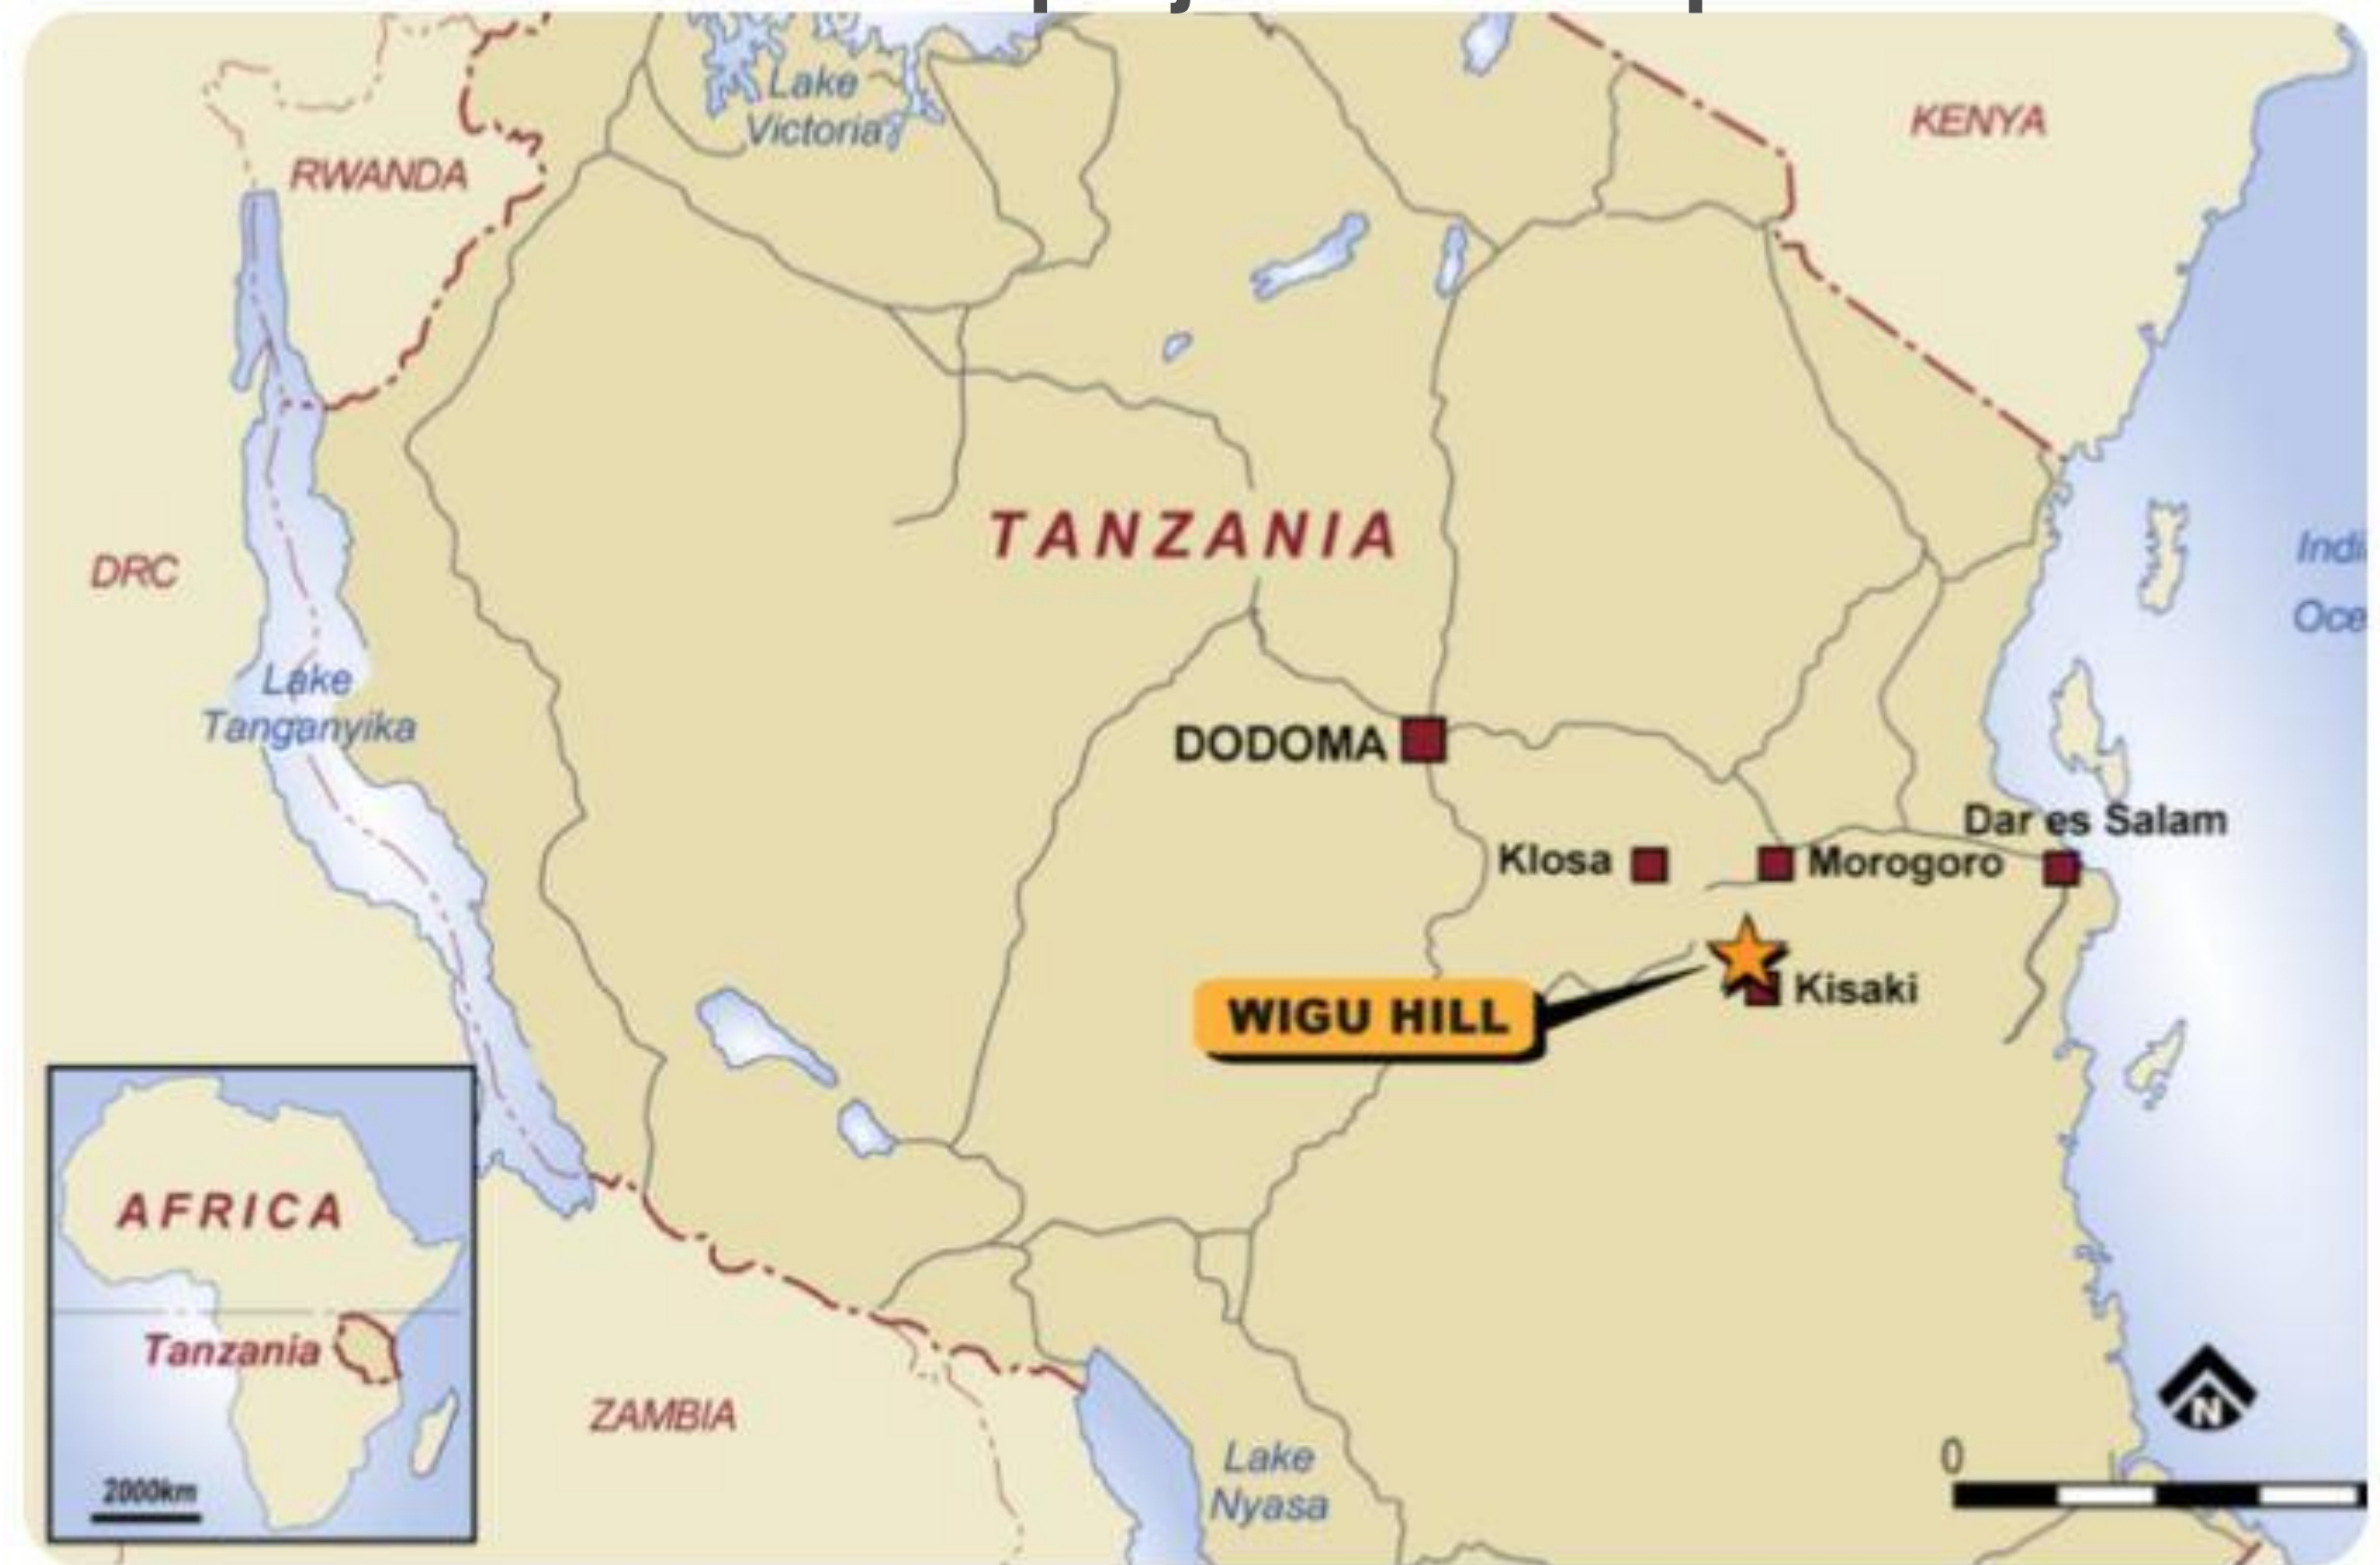 Lake
Victoria
KENYA
RWANDA
TANZANIA
Indi
Oce
DRC
Lake
Tanganyika
DODOMA
Dar es Salam
Klosa
Morogoro
Kisaki
WIGU HILL
AFRICA
Tanzania
2000km
ZAMBIA
Lake
Nyasa
N
0